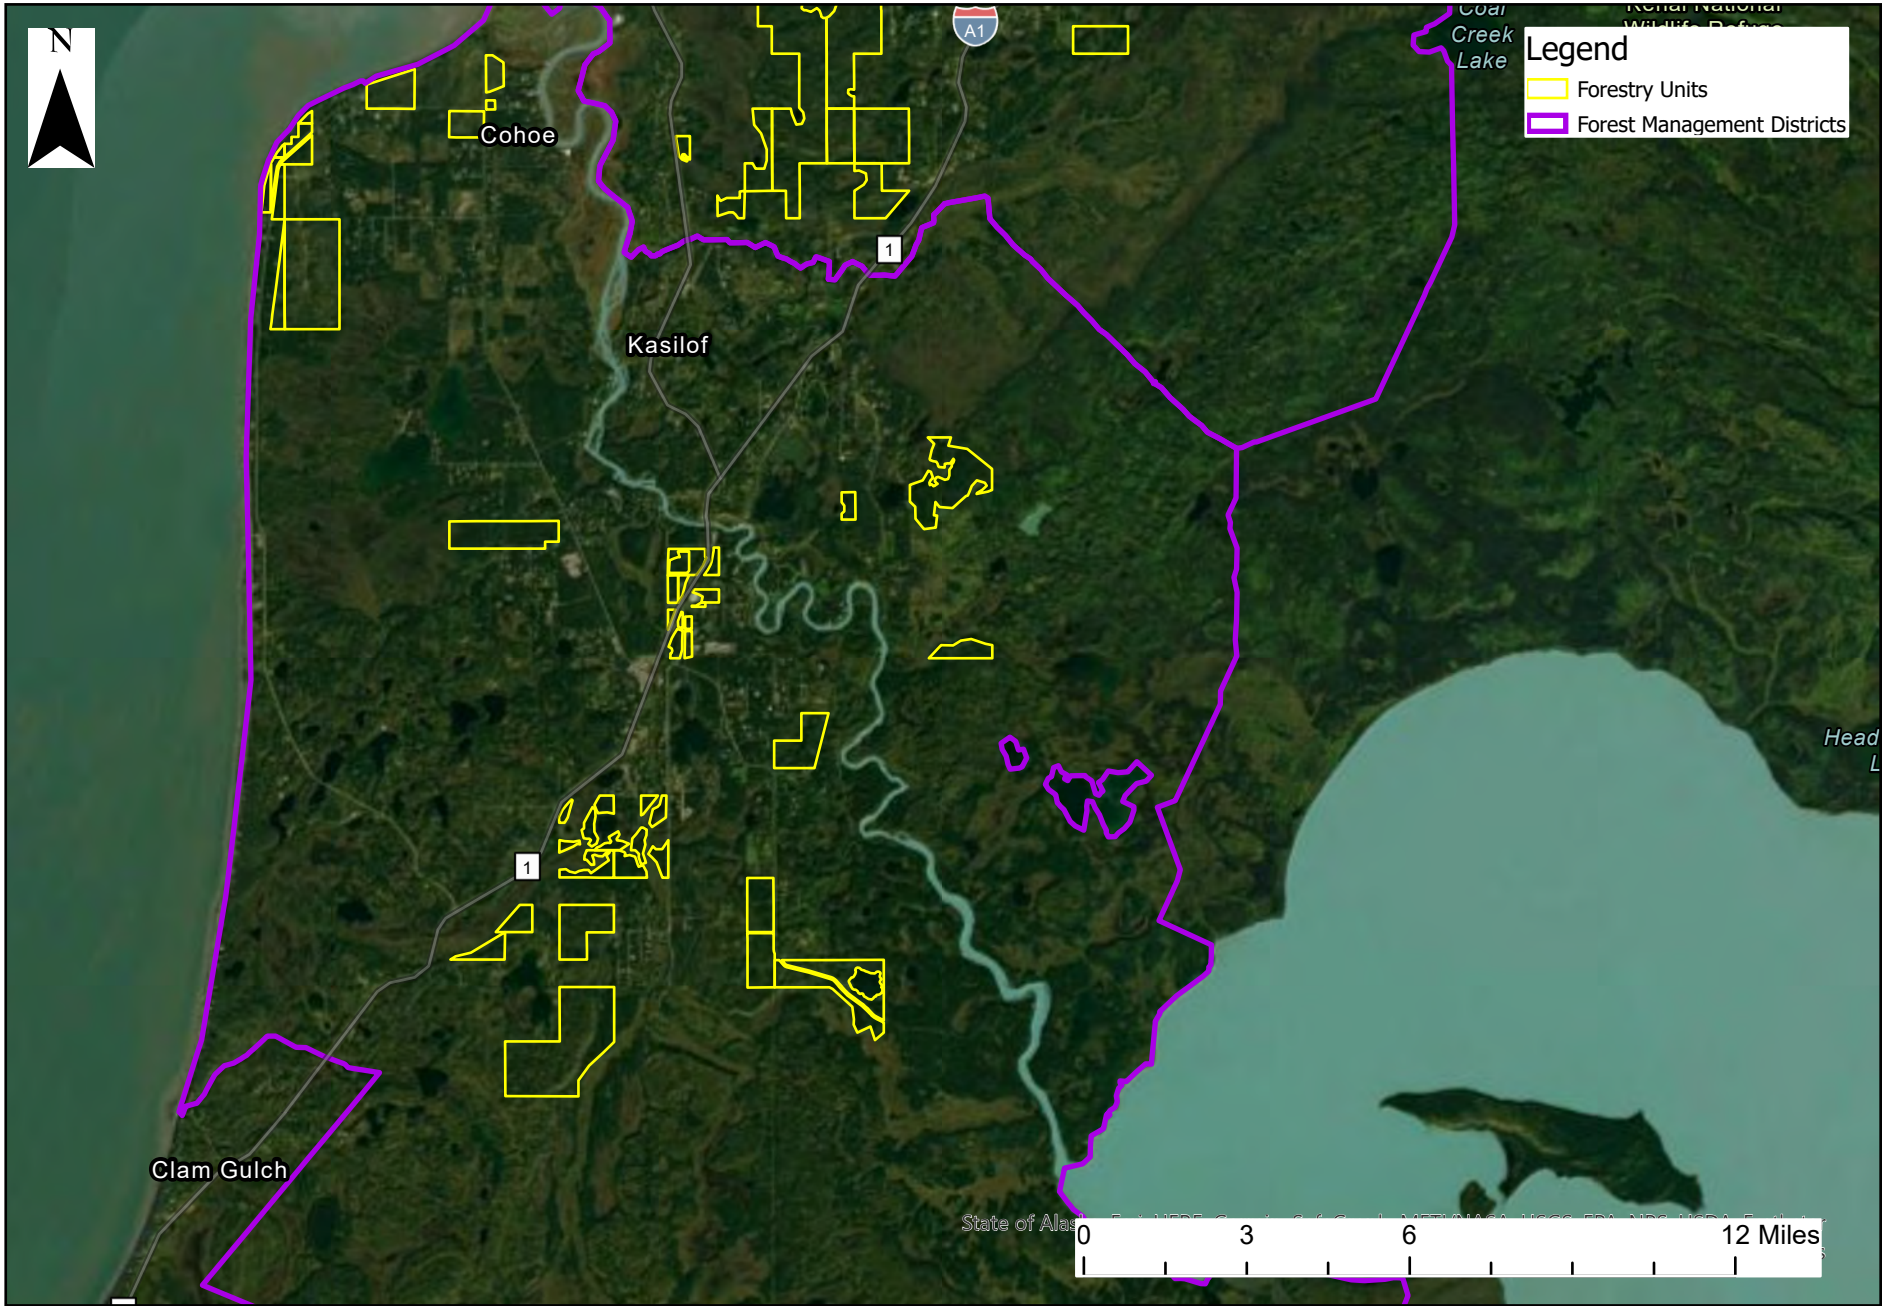 N
A1
Coal
Creek
Lake
Kenai National
Wildlife Refuge
Legend
Forestry Units
Forest Management Districts
Cohoe
1
Kasilof
Head
L
1
Clam Gulch
State of Alas
0 3 6 12 Miles